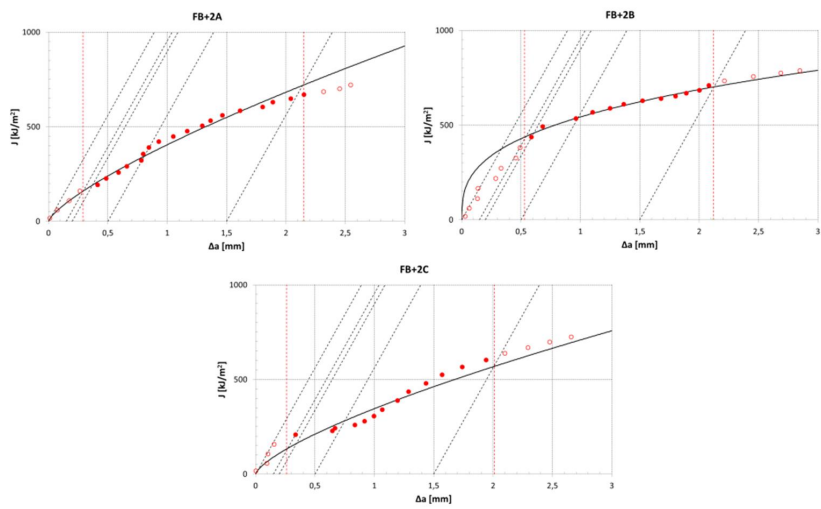 FB+2A
1000
500
0
J [kJ/m²]
0 0,5 1 1,5 2 2,5 3
Δa [mm]
FB+2B
1000
500
0
J [kJ/m²]
0 0,5 1 1,5 2 2,5 3
Δa [mm]
FB+2C
1000
500
0
J [kJ/m²]
0 0,5 1 1,5 2 2,5 3
Δa [mm]